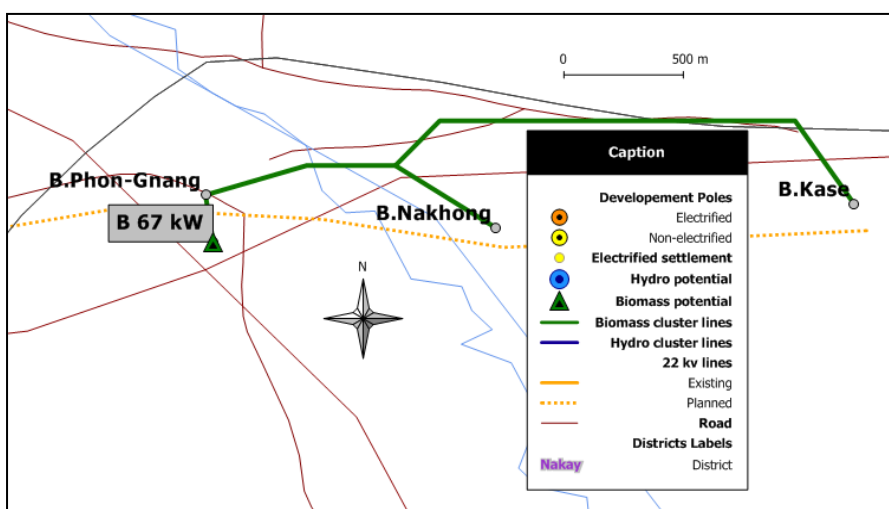 0 500 m
B.Phon-Gnang
B.Kase
B.Nakhong
B 67 kW
N
Caption
Developement Poles
Electrified
Non-electrified
Electrified settlement
Hydro potential
Biomass potential
Biomass cluster lines
Hydro cluster lines
22 kv lines
Existing
Planned
Road
Districts Labels
Nakay District